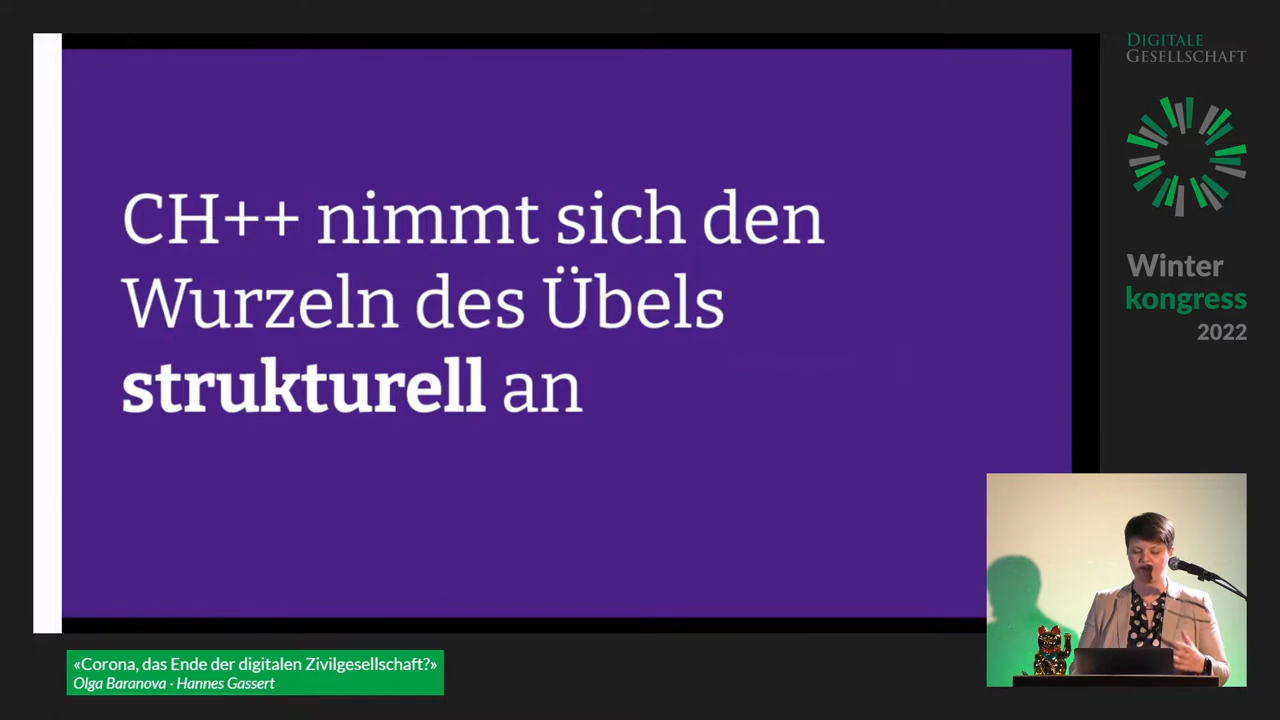 CH++ nimmt sich den
Wurzeln des Übels
strukturell an
DIGITALE
GESELLSCHAFT
Winter
kongress
2022
«Corona, das Ende der digitalen Zivilgesellschaft?»
Olga Baranova · Hannes Gassert